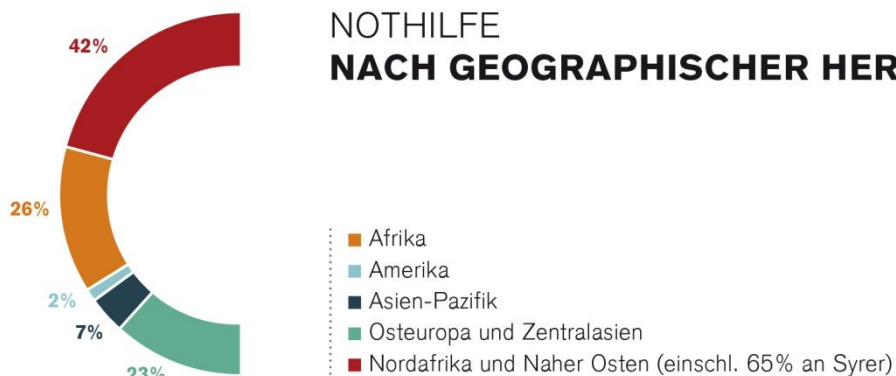 NOTHILFE
NACH GEOGRAPHISCHER HER
42%
26%
2%
7%
23%
Afrika
Amerika
Asien-Pazifik
Osteuropa und Zentralasien
Nordafrika und Naher Osten (einschl. 65% an Syrer)